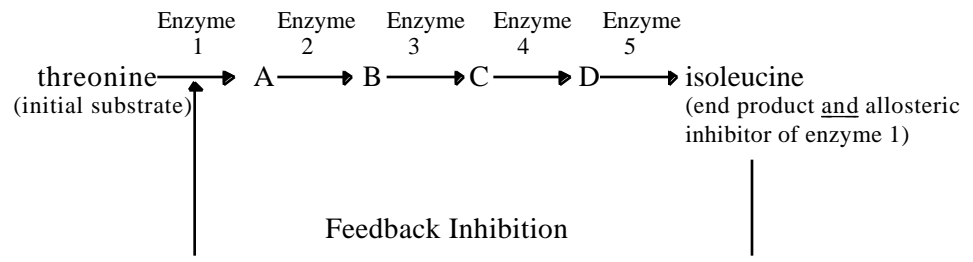 Enzyme Enzyme Enzyme Enzyme Enzyme
1 2 3 4 5
threonine A B C D isoleucine
(initial substrate) (end product and allosteric
inhibitor of enzyme 1)
Feedback Inhibition